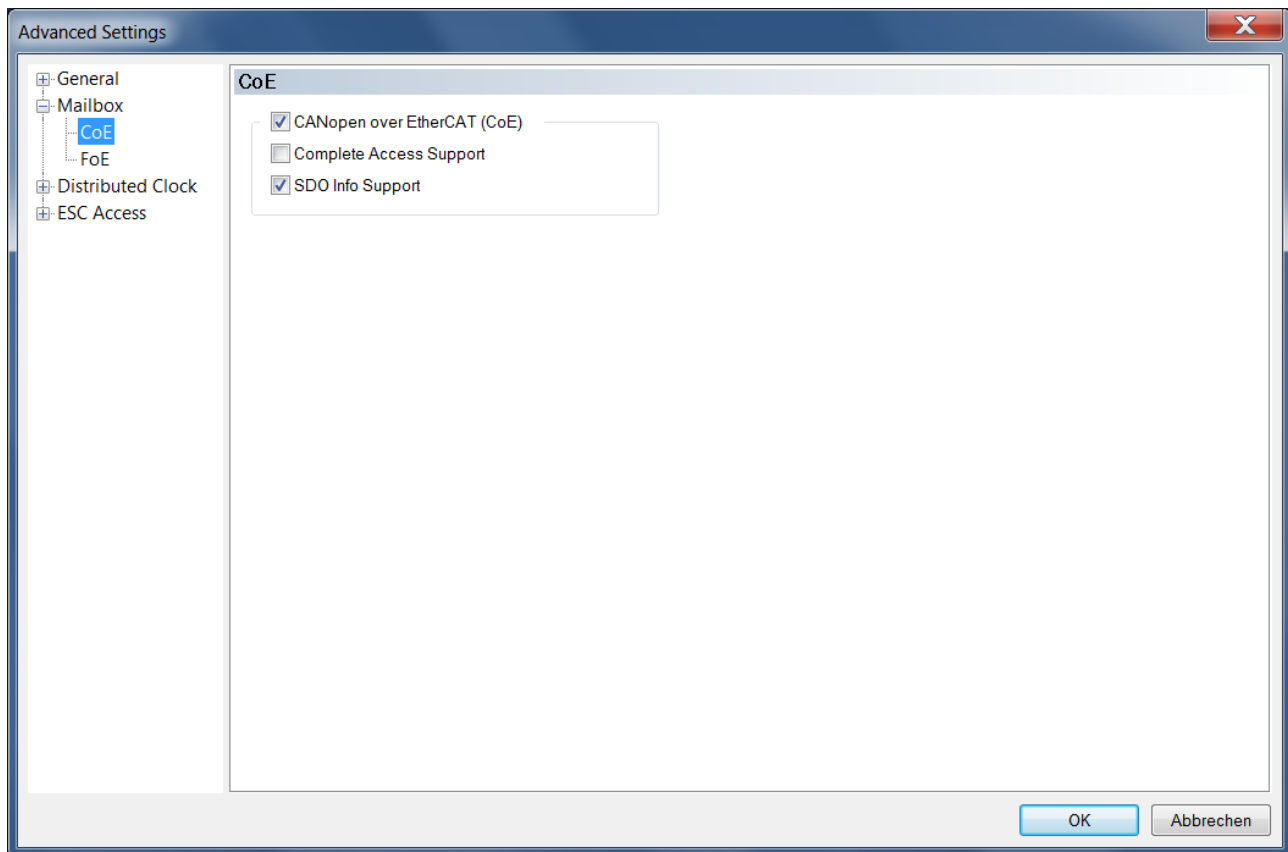 Advanced Settings
General
Mailbox
CoE
FoE
Distributed Clock
ESC Access
CoE
CANopen over EtherCAT (CoE)
Complete Access Support
SDO Info Support
OK
Abbrechen